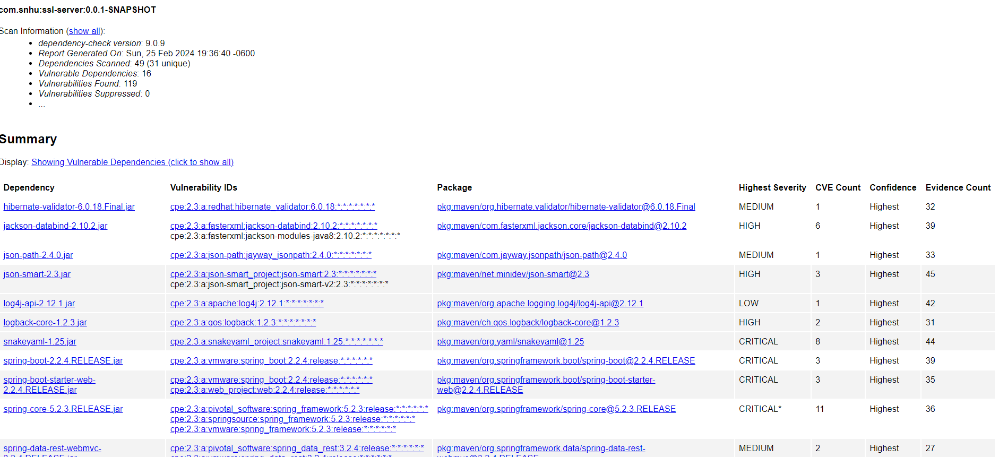 com.snhu:ssl-server:0.0.1-SNAPSHOT
Scan Information (show all):
• dependency-check version: 9.0.9
• Report Generated On: Sun, 25 Feb 2024 19:36:40 -0600
• Dependencies Scanned: 49 (31 unique)
• Vulnerable Dependencies: 16
• Vulnerabilities Found: 119
• Vulnerabilities Suppressed: 0
• ...
Summary
Display: Showing Vulnerable Dependencies (click to show all)
Dependency Vulnerability IDs Package Highest Severity CVE Count Confidence Evidence Count
hibernate-validator-6.0.18.Final.jar cpe:2.3:a:redhat:hibernate_validator:6.0.18:*:*:*:*:*:*:* pkg:maven/org.hibernate.validator/hibernate-validator@6.0.18.Final MEDIUM 1 Highest 32
jackson-databind-2.10.2.jar cpe:2.3:a:fasterxml:jackson-databind:2.10.2:*:*:*:*:*:*:* pkg:maven/com.fasterxml.jackson.core/jackson-databind@2.10.2 HIGH 6 Highest 39
cpe:2.3:a:fasterxml:jackson-modules-java8:2.10.2:*:*:*:*:*:*:*
json-path-2.4.0.jar cpe:2.3:a:json-path:jayway_jsonpath:2.4.0:*:*:*:*:*:*:* pkg:maven/com.jayway.jsonpath/json-path@2.4.0 MEDIUM 1 Highest 33
json-smart-2.3.jar cpe:2.3:a:json-smart_project:json-smart:2.3:*:*:*:*:*:*:* pkg:maven/net.minidev/json-smart@2.3 HIGH 3 Highest 45
cpe:2.3:a:json-smart_project:json-smart-v2:2.3:*:*:*:*:*:*:*
log4j-api-2.12.1.jar cpe:2.3:a:apache:log4j:2.12.1:*:*:*:*:*:*:* pkg:maven/org.apache.logging.log4j/log4j-api@2.12.1 LOW 1 Highest 42
logback-core-1.2.3.jar cpe:2.3:a:qos:logback:1.2.3:*:*:*:*:*:*:* pkg:maven/ch.qos.logback/logback-core@1.2.3 HIGH 2 Highest 31
snakeyaml-1.25.jar cpe:2.3:a:snakeyaml_project:snakeyaml:1.25:*:*:*:*:*:*:* pkg:maven/org.yaml/snakeyaml@1.25 CRITICAL 8 Highest 44
spring-boot-2.2.4.RELEASE.jar cpe:2.3:a:vmware:spring_boot:2.2.4:release:*:*:*:*:*:* pkg:maven/org.springframework.boot/spring-boot@2.2.4.RELEASE CRITICAL 3 Highest 39
spring-boot-starter-web- cpe:2.3:a:vmware:spring_boot:2.2.4:release:*:*:*:*:*:* pkg:maven/org.springframework.boot/spring-boot-starter- CRITICAL 3 Highest 35
2.2.4.RELEASE.jar cpe:2.3:a:web_project:web:2.2.4:release:*:*:*:*:*:* web@2.2.4.RELEASE
spring-core-5.2.3.RELEASE.jar cpe:2.3:a:pivotal_software:spring_framework:5.2.3:release:*:*:*:*:*:* pkg:maven/org.springframework/spring-core@5.2.3.RELEASE CRITICAL* 11 Highest 36
cpe:2.3:a:springsource:spring_framework:5.2.3:release:*:*:*:*:*:*
cpe:2.3:a:vmware:spring_framework:5.2.3:release:*:*:*:*:*:*
spring-data-rest-webmvc- cpe:2.3:a:pivotal_software:spring_data_rest:3.2.4:release:*:*:*:*:*:* pkg:maven/org.springframework.data/spring-data-rest- MEDIUM 2 Highest 27